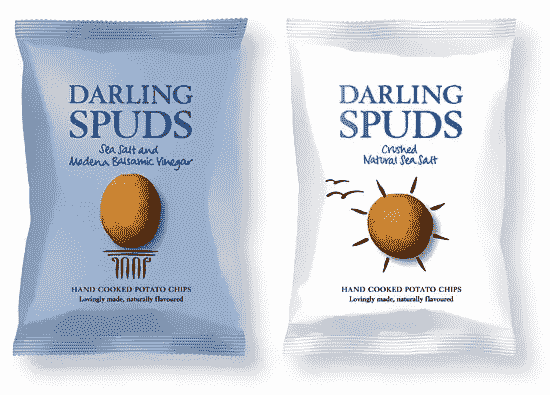 DARLING
SPUDS
Sea Salt and
Modena Balsamic Vinegar
HAND COOKED POTATO CHIPS
Lovingly made, naturally flavoured
DARLING
SPUDS
Crushed
Natural Sea Salt
HAND COOKED POTATO CHIPS
Lovingly made, naturally flavoured